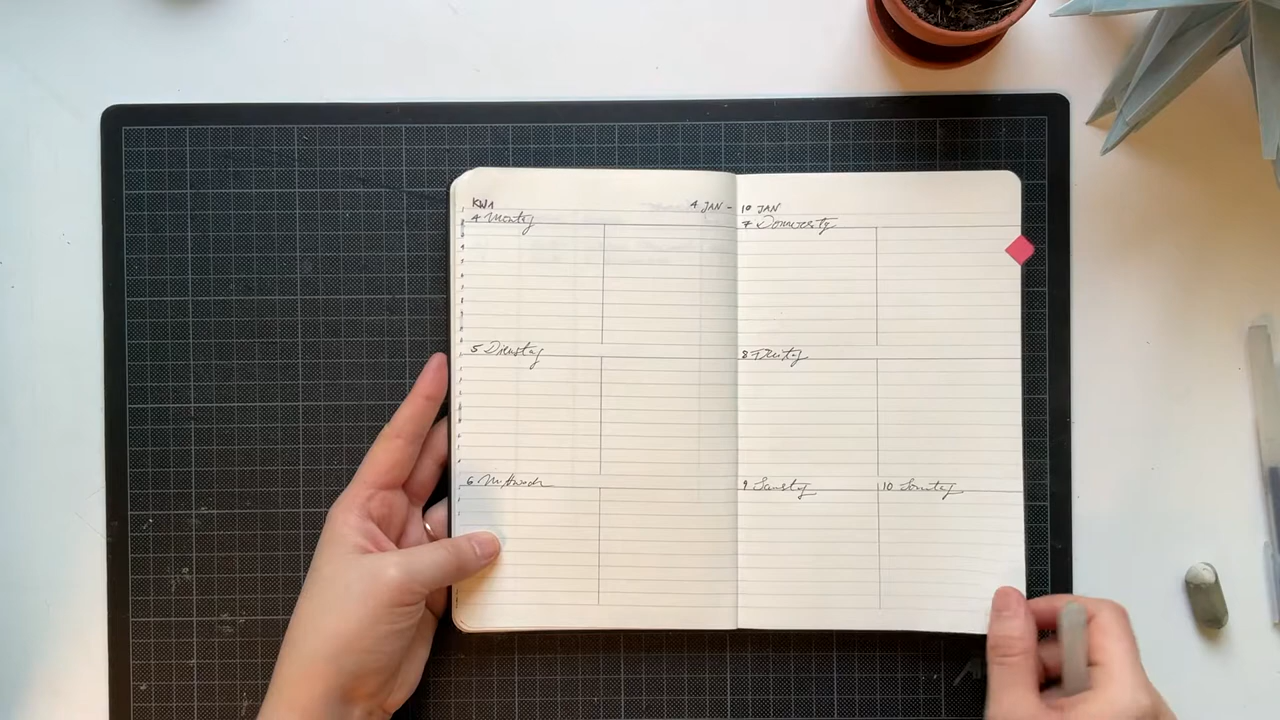 KW1
4 JAN - 10 JAN
4 Montag
7 Donnerstag
5 Dienstag
8 Freitag
6 Mittwoch
9 Samstag
10 Sonntag